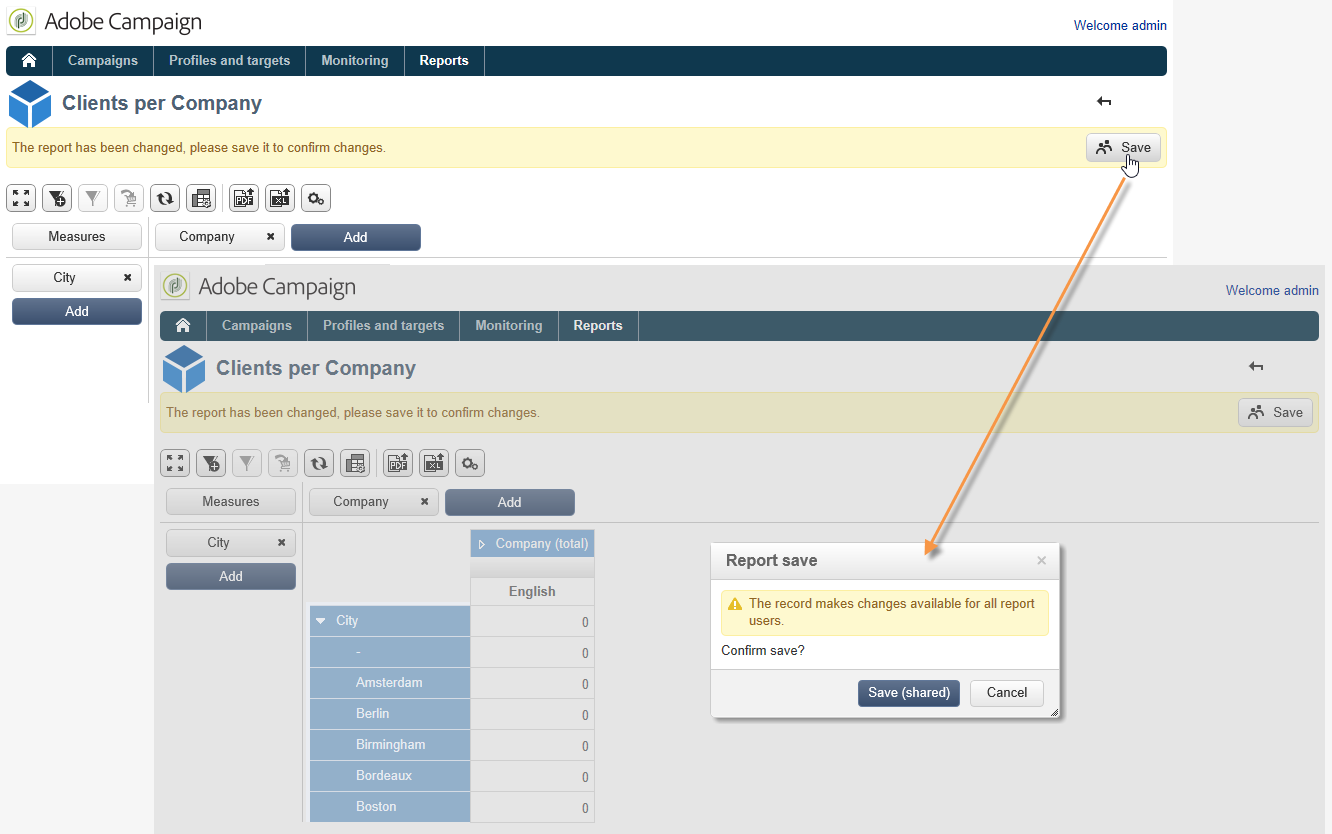 Adobe Campaign
Welcome admin
Campaigns Profiles and targets Monitoring Reports
Clients per Company
The report has been changed, please save it to confirm changes. Save
PDF XL
Measures Company × Add
City ×
Add
Adobe Campaign
Welcome admin
Campaigns Profiles and targets Monitoring Reports
Clients per Company
The report has been changed, please save it to confirm changes. Save
PDF XL
Measures Company × Add
City ×
Add
Company (total)
English
City 0
- 0
Amsterdam 0
Berlin 0
Birmingham 0
Bordeaux 0
Boston 0
Report save ×
The record makes changes available for all report
users.
Confirm save?
Save (shared) Cancel